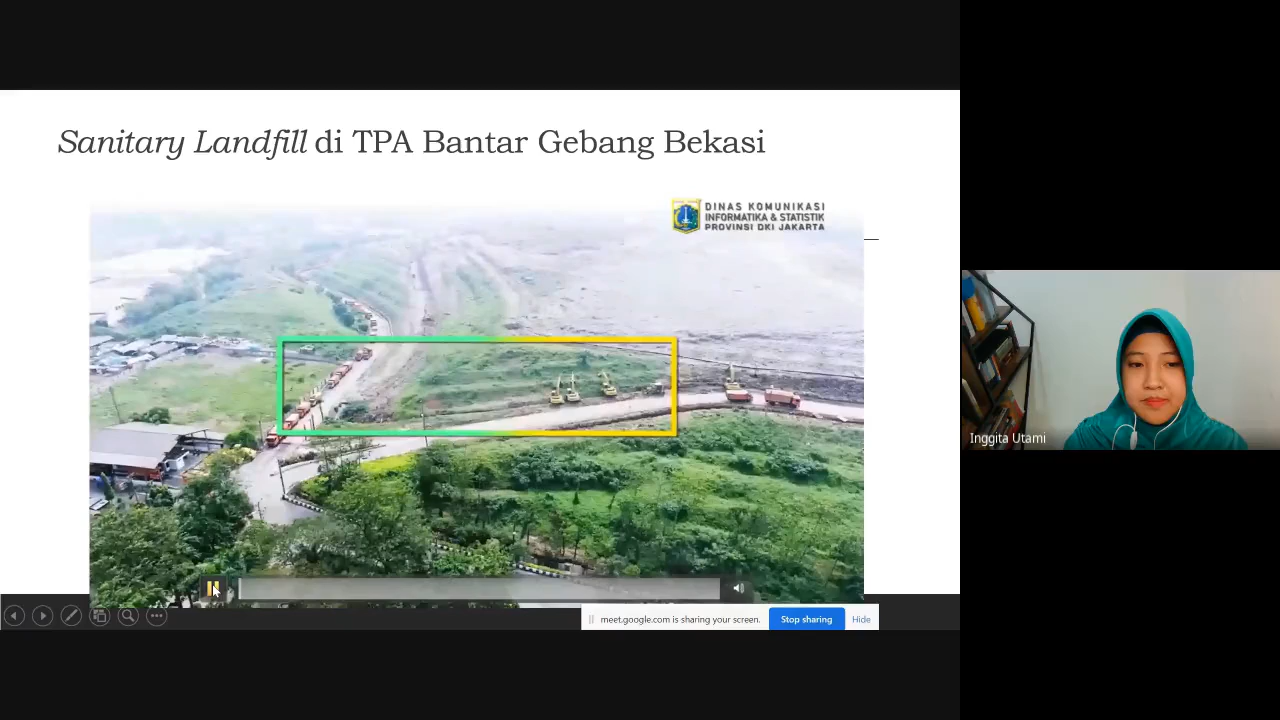 Sanitary Landfill di TPA Bantar Gebang Bekasi
DINAS KOMUNIKASI
INFORMATIKA & STATISTIK
PROVINSI DKI JAKARTA
Inggita Utami
meet.google.com is sharing your screen.
Stop sharing
Hide